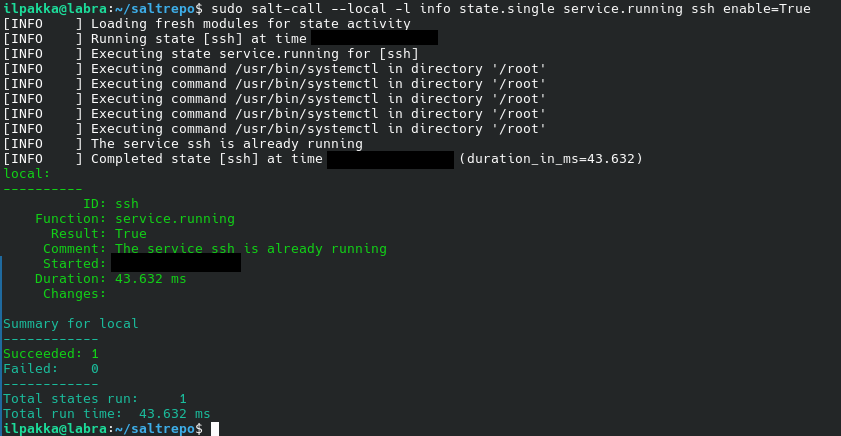 ilpakka@labra:~/saltrepo$ sudo salt-call --local -l info state.single service.running ssh enable=True
[INFO    ] Loading fresh modules for state activity
[INFO    ] Running state [ssh] at time
[INFO    ] Executing state service.running for [ssh]
[INFO    ] Executing command /usr/bin/systemctl in directory '/root'
[INFO    ] Executing command /usr/bin/systemctl in directory '/root'
[INFO    ] Executing command /usr/bin/systemctl in directory '/root'
[INFO    ] Executing command /usr/bin/systemctl in directory '/root'
[INFO    ] Executing command /usr/bin/systemctl in directory '/root'
[INFO    ] The service ssh is already running
[INFO    ] Completed state [ssh] at time (duration_in_ms=43.632)
local:
----------
          ID: ssh
    Function: service.running
      Result: True
     Comment: The service ssh is already running
     Started:
    Duration: 43.632 ms
     Changes:

Summary for local
------------
Succeeded: 1
Failed:    0
------------
Total states run:     1
Total run time:  43.632 ms
ilpakka@labra:~/saltrepo$